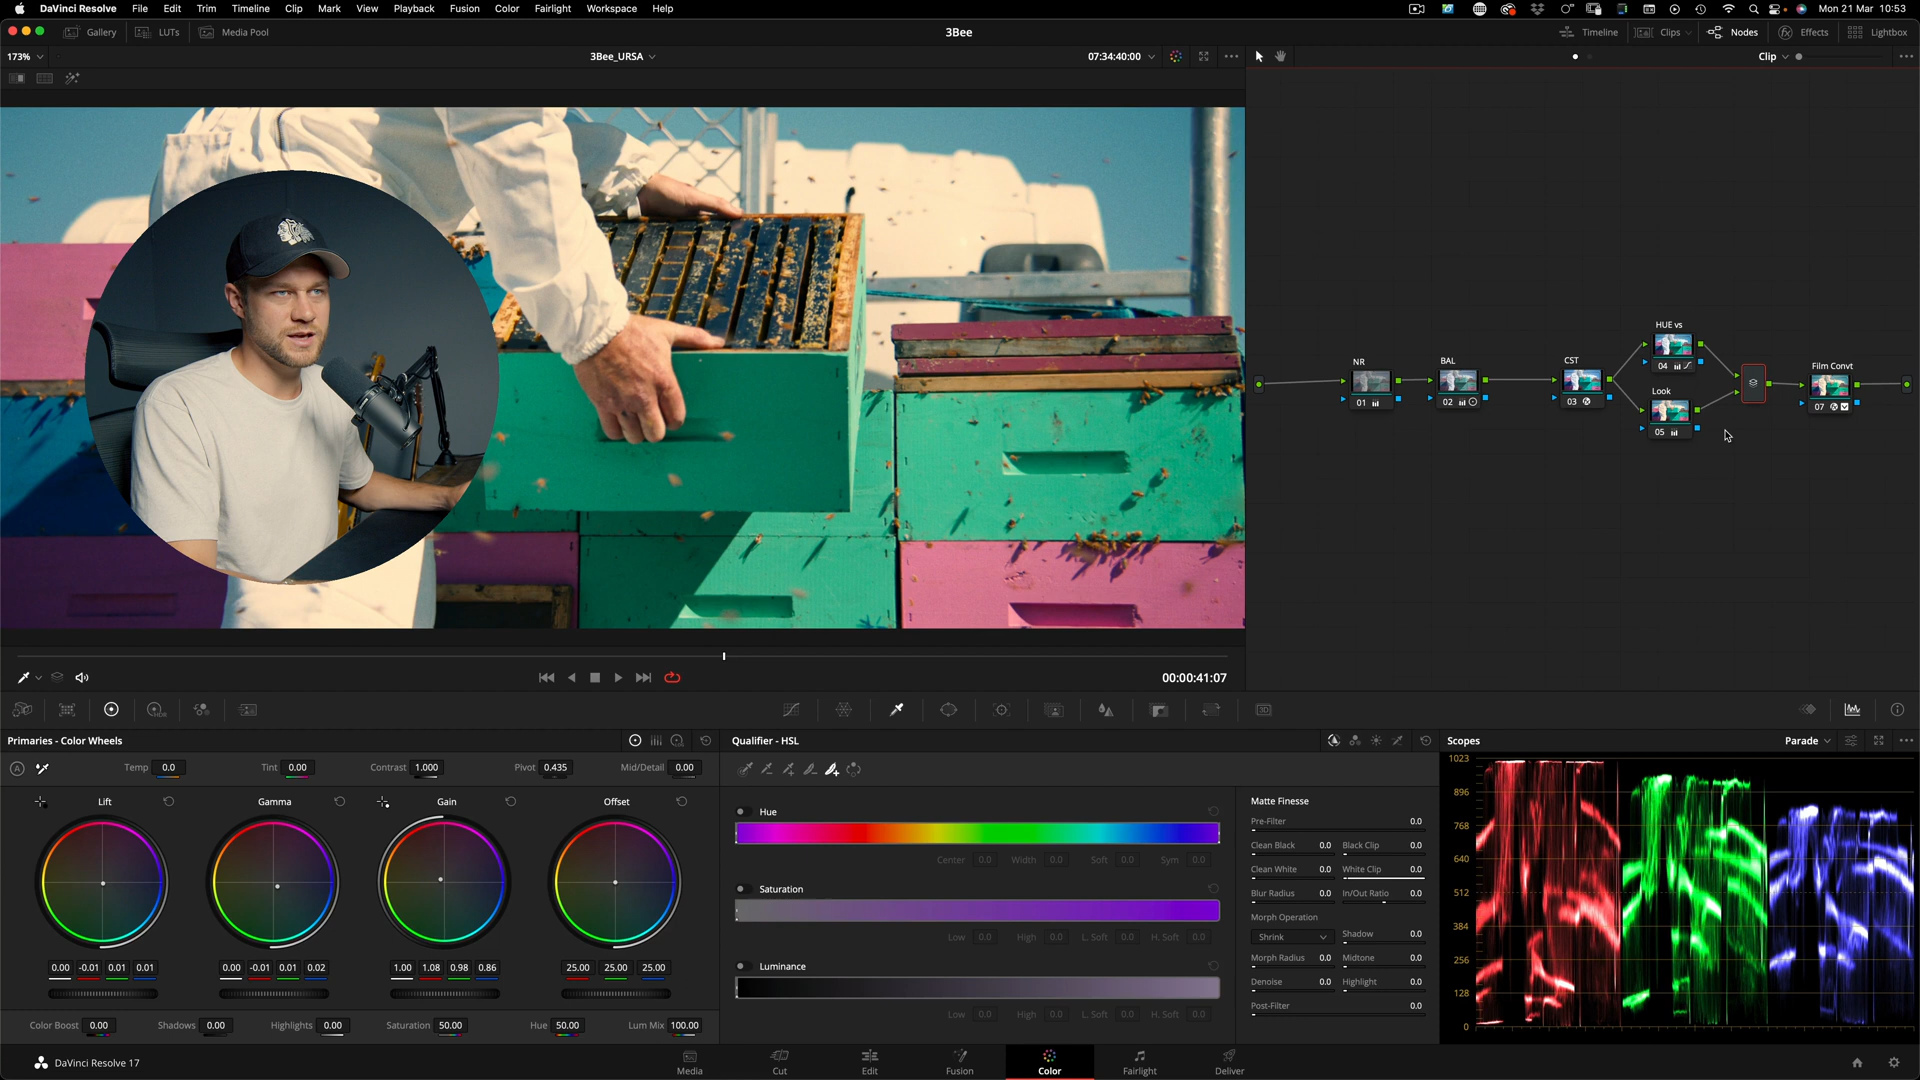 DaVinci Resolve File Edit Trim Timeline Clip Mark View Playback Fusion Color Fairlight Workspace Help
Mon 21 Mar 10:53
Gallery LUTs Media Pool
3Bee
Timeline Clips Nodes Effects Lightbox
173%
3Bee_URSA
07:34:40:00
Clip
NR
01
BAL
02
CST
03
HUE vs
04
Look
05
Film Convt
07
00:00:41:07
Primaries - Color Wheels
Temp 0.0 Tint 0.00 Contrast 1.000 Pivot 0.435 Mid/Detail 0.00
Lift Gamma Gain Offset
0.00 -0.01 0.01 0.01
0.00 -0.01 0.01 0.02
1.00 1.08 0.98 0.86
25.00 25.00 25.00
Color Boost 0.00 Shadows 0.00 Highlights 0.00 Saturation 50.00 Hue 50.00 Lum Mix 100.00
Qualifier - HSL
Hue
Center 0.0 Width 0.0 Soft 0.0 Sym 0.0
Saturation
Low 0.0 High 0.0 L. Soft 0.0 H. Soft 0.0
Luminance
Low 0.0 High 0.0 L. Soft 0.0 H. Soft 0.0
Matte Finesse
Pre-Filter 0.0
Clean Black 0.0 Black Clip 0.0
Clean White 0.0 White Clip 0.0
Blur Radius 0.0 In/Out Ratio 0.0
Morph Operation
Shrink Shadow 0.0
Morph Radius 0.0 Midtone 0.0
Denoise 0.0 Highlight 0.0
Post-Filter 0.0
Scopes
Parade
1023
896
768
640
512
384
256
128
0
DaVinci Resolve 17
Media Cut Edit Fusion Color Fairlight Deliver